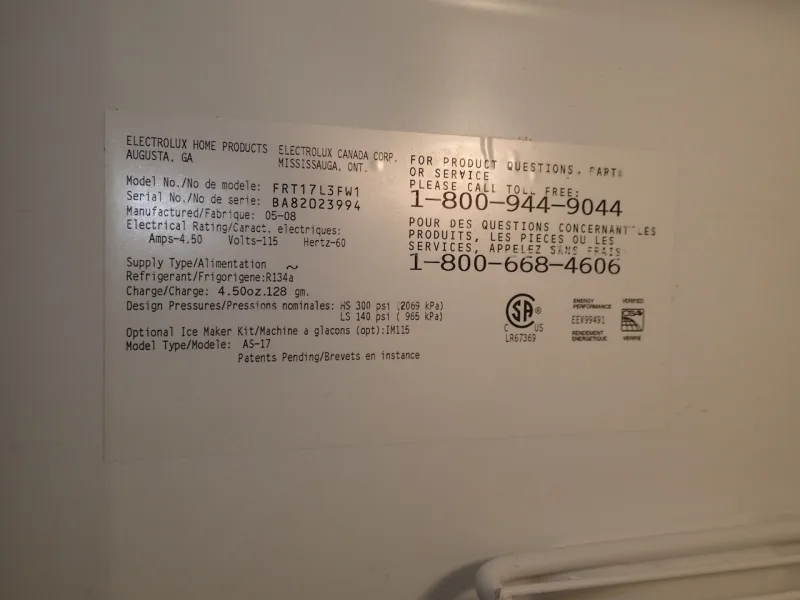 ELECTROLUX HOME PRODUCTS
AUGUSTA, GA
ELECTROLUX CANADA CORP.
MISSISSAUGA, ONT.
Model No./No de modele: FRT17L3FW1
Serial No./No de serie: BA82023994
Manufactured/Fabrique: 05-08
Electrical Rating/Caract. electriques:
Amps-4.50 Volts-115 Hertz-60
Supply Type/Alimentation ~
Refrigerant/Frigorigene:R134a
Charge/Charge: 4.50oz.128 gm.
Design Pressures/Pressions nominales: HS 300 psi (2069 kPa)
LS 140 psi ( 965 kPa)
Optional Ice Maker Kit/Machine a glacons (opt):IM115
Model Type/Modele: AS-17
Patents Pending/Brevets en instance
FOR PRODUCT QUESTIONS, PARTS
OR SERVICE
PLEASE CALL TOLL FREE:
1-800-944-9044
POUR DES QUESTIONS CONCERNANT LES
PRODUITS, LES PIECES OU LES
SERVICES, APPELEZ SANS FRAIS
1-800-668-4606
SA ®
C US
LR67369
ENERGY
PERFORMANCE
EEV99491
RENDEMENT
ENERGETIQUE
VERIFIED
VERIFIE